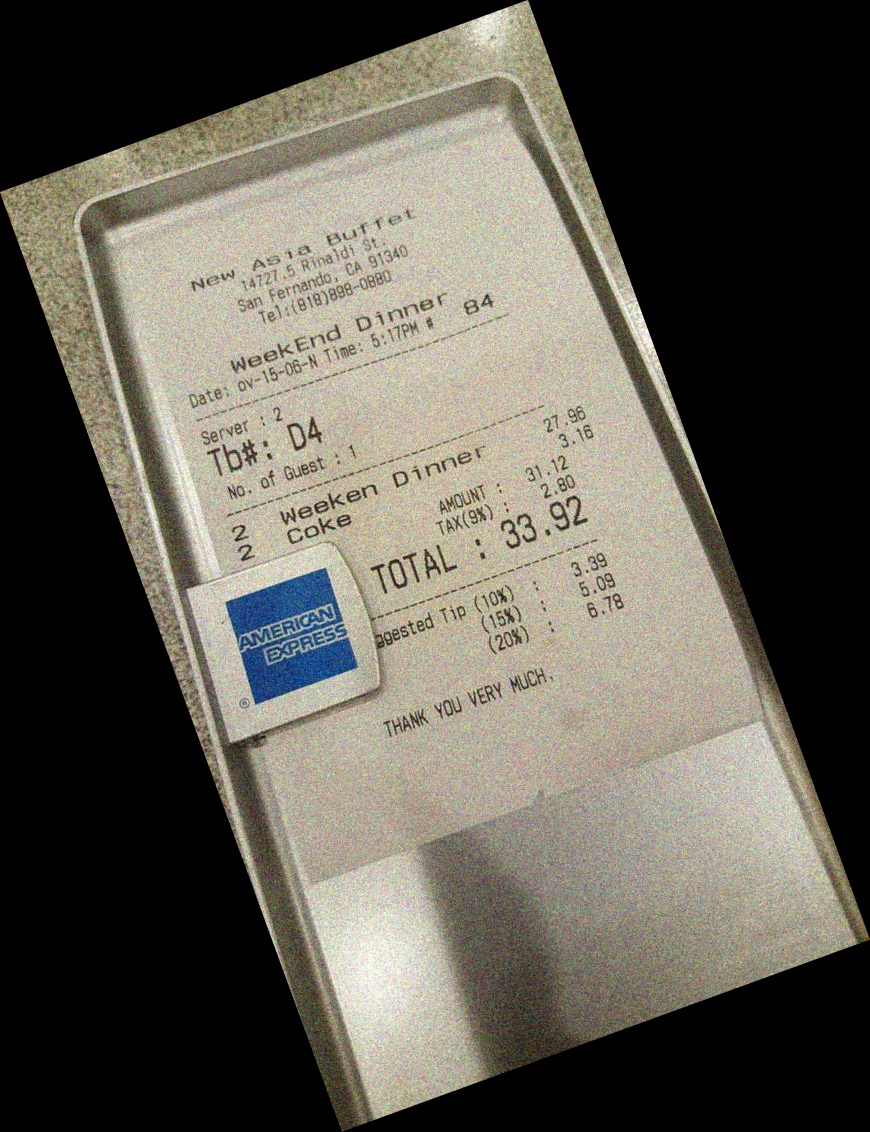 New Asia Buffet
14727.5 Rinaldi St.
San Fernando, CA 91340
Tel:(818)898-0880
WeekEnd Dinner
Date: ov-15-06-N Time: 5:17PM # 84
Server : 2
Tb#: D4
No. of Guest : 1
2 Weeken Dinner 27.96
2 Coke 3.16
AMOUNT : 31.12
TAX(9%) : 2.80
TOTAL : 33.92
ggested Tip (10%) : 3.39
(15%) : 5.09
(20%) : 6.78
THANK YOU VERY MUCH.
AMERICAN
EXPRESS
®